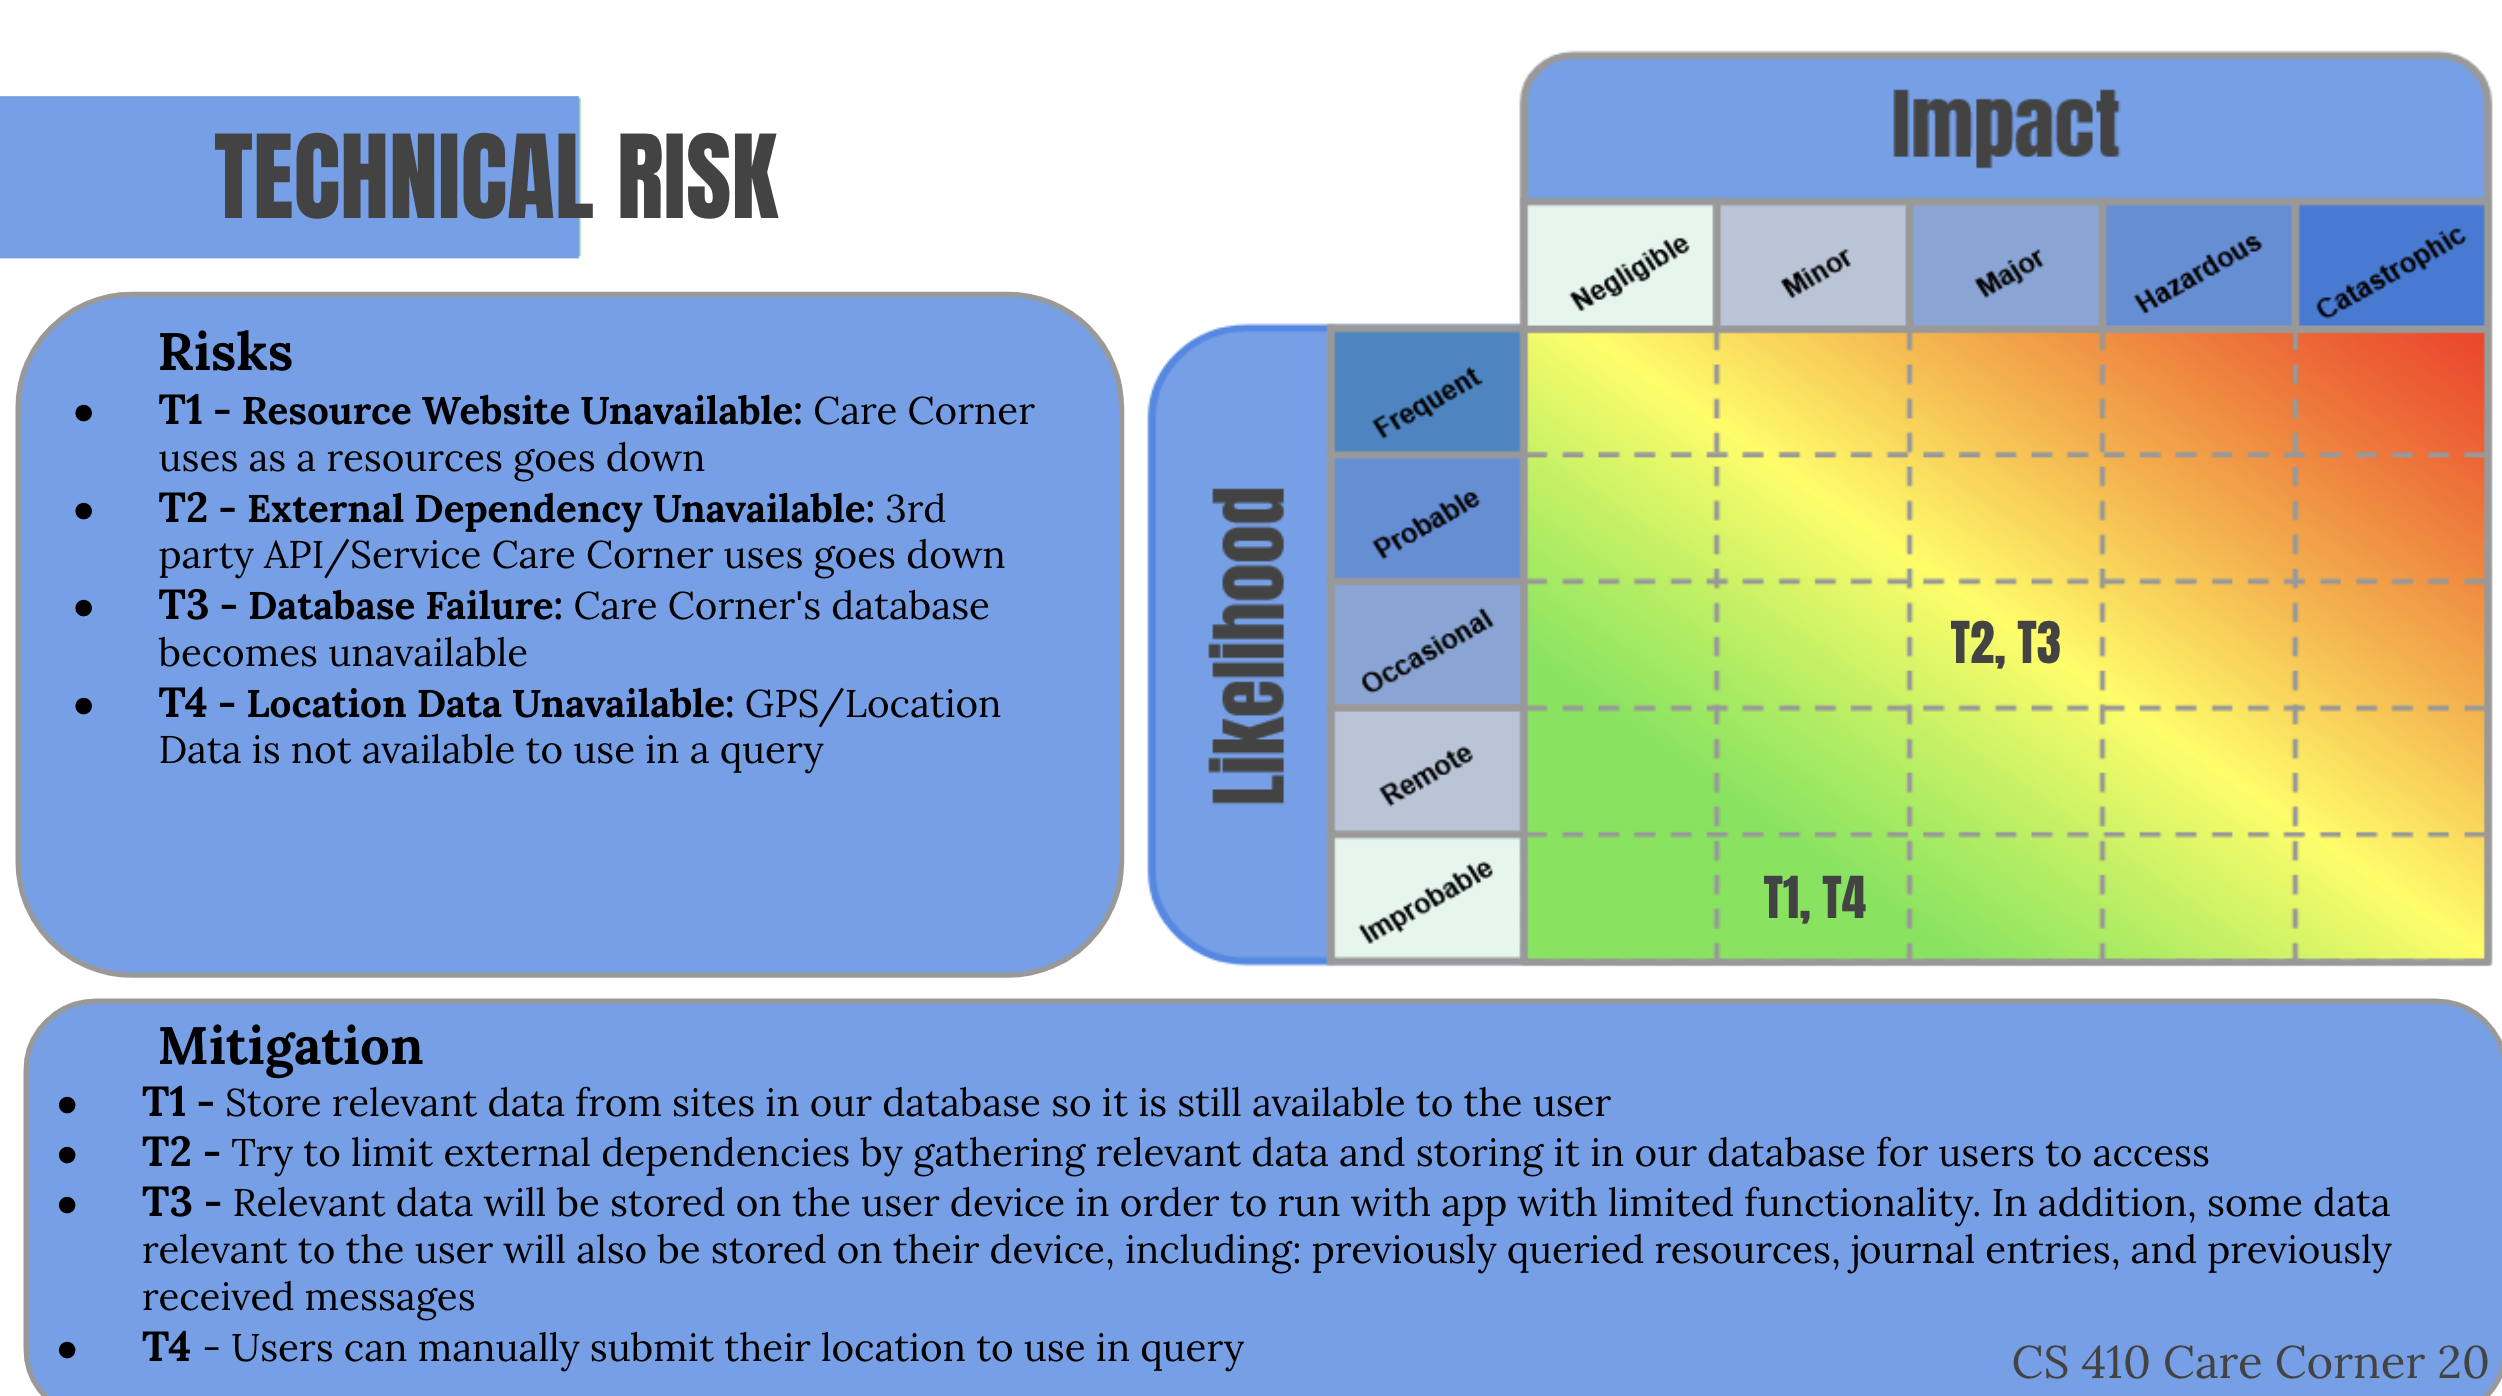 TECHNICAL RISK
Risks
● T1 - Resource Website Unavailable: Care Corner
uses as a resources goes down
● T2 - External Dependency Unavailable: 3rd
party API/Service Care Corner uses goes down
● T3 - Database Failure: Care Corner's database
becomes unavailable
● T4 - Location Data Unavailable: GPS/Location
Data is not available to use in a query
Impact
Negligible
Minor
Major
Hazardous
Catastrophic
Likelihood
Frequent
Probable
Occasional
T2, T3
Remote
Improbable
T1, T4
Mitigation
● T1 - Store relevant data from sites in our database so it is still available to the user
● T2 - Try to limit external dependencies by gathering relevant data and storing it in our database for users to access
● T3 - Relevant data will be stored on the user device in order to run with app with limited functionality. In addition, some data
relevant to the user will also be stored on their device, including: previously queried resources, journal entries, and previously
received messages
● T4 - Users can manually submit their location to use in query
CS 410 Care Corner 20